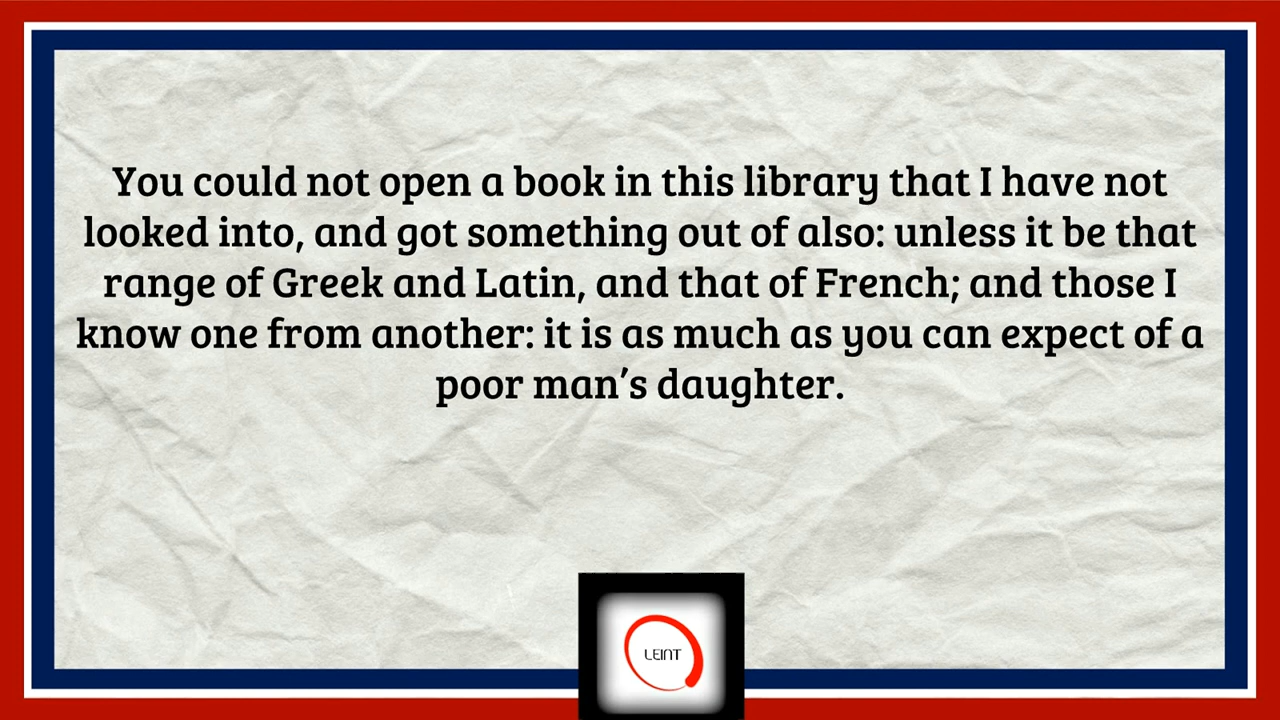 You could not open a book in this library that I have not
looked into, and got something out of also: unless it be that
range of Greek and Latin, and that of French; and those I
know one from another: it is as much as you can expect of a
poor man’s daughter.
LEINT